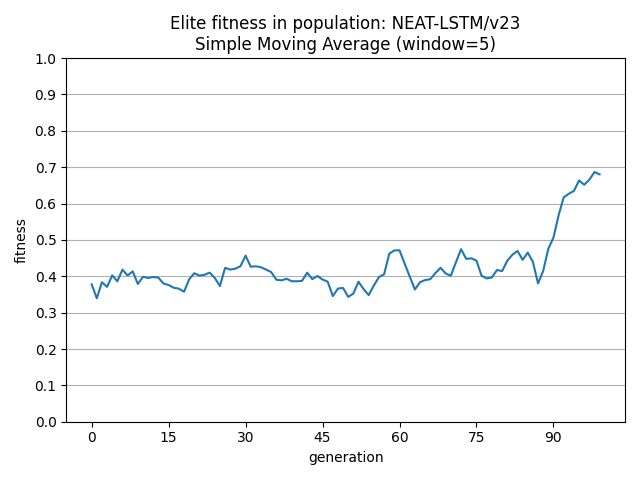 Elite fitness in population: NEAT-LSTM/v23
Simple Moving Average (window=5)
1.0
0.9
0.8
0.7
0.6
0.5
0.4
0.3
0.2
0.1
0.0
fitness
0 15 30 45 60 75 90
generation